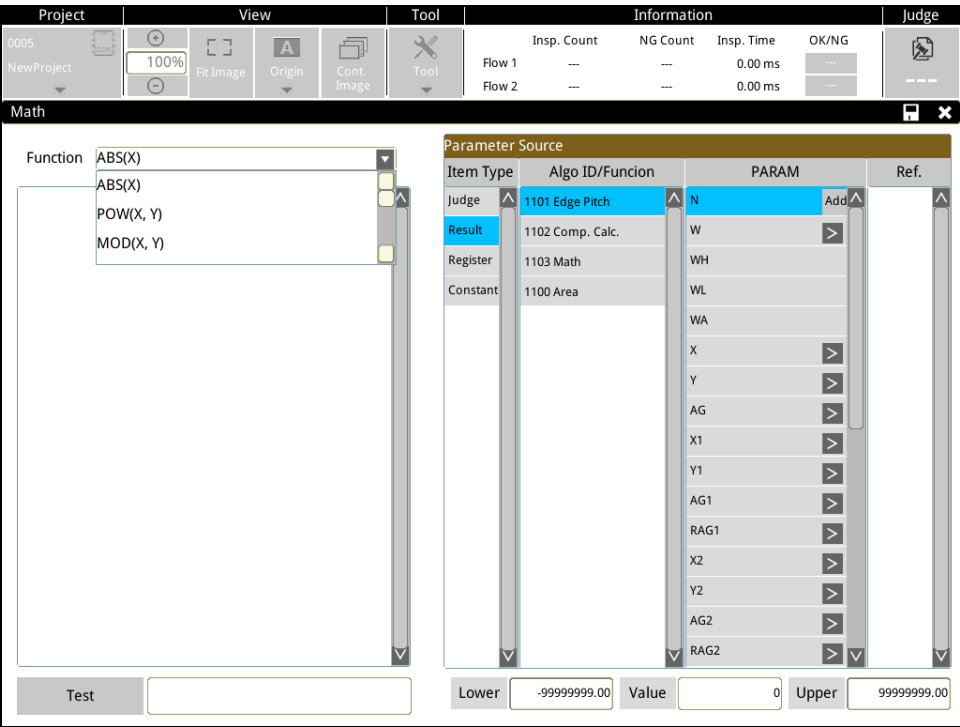 Project View Tool Information Judge
0005
NewProject
100%
Fit Image
A
Origin
Cont.
Image
Tool
Insp. Count NG Count Insp. Time OK/NG
Flow 1 --- --- 0.00 ms ---
Flow 2 --- --- 0.00 ms ---
---
Math
Function ABS(X)
ABS(X)
POW(X, Y)
MOD(X, Y)
Parameter Source
Item Type Algo ID/Funcion PARAM Ref.
Judge 1101 Edge Pitch N Add
Result 1102 Comp. Calc. W >
Register 1103 Math WH
Constant 1100 Area WL
WA
X >
Y >
AG >
X1 >
Y1 >
AG1 >
RAG1 >
X2 >
Y2 >
AG2 >
RAG2 >
Test
Lower -99999999.00 Value 0 Upper 99999999.00